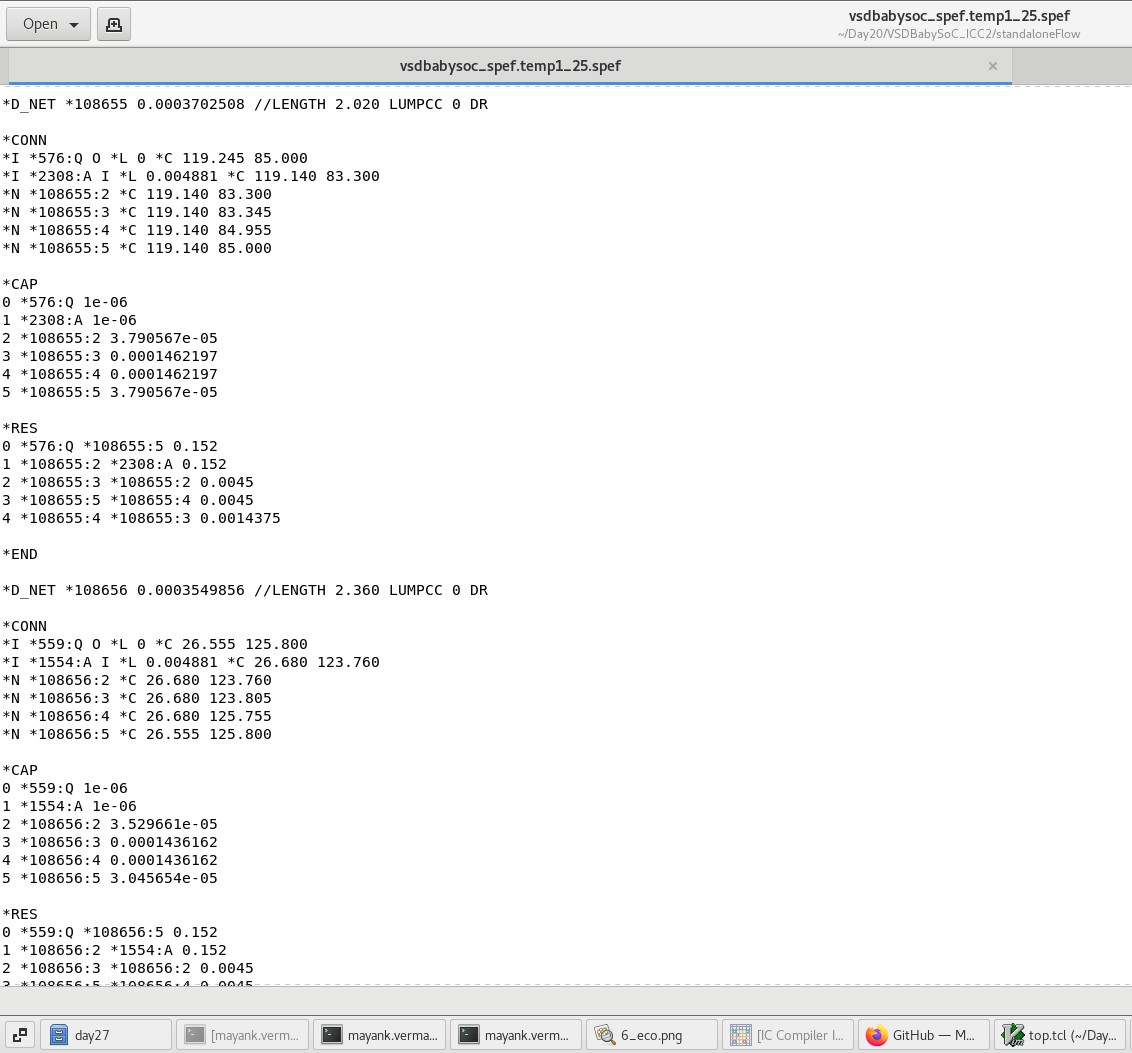 Open
vsdbabysoc_spef.temp1_25.spef
~/Day20/VSDBabySoC_ICC2/standaloneFlow
vsdbabysoc_spef.temp1_25.spef
*D_NET *108655 0.0003702508 //LENGTH 2.020 LUMPCC 0 DR
*CONN
*I *576:Q O *L 0 *C 119.245 85.000
*I *2308:A I *L 0.004881 *C 119.140 83.300
*N *108655:2 *C 119.140 83.300
*N *108655:3 *C 119.140 83.345
*N *108655:4 *C 119.140 84.955
*N *108655:5 *C 119.140 85.000
*CAP
0 *576:Q 1e-06
1 *2308:A 1e-06
2 *108655:2 3.790567e-05
3 *108655:3 0.0001462197
4 *108655:4 0.0001462197
5 *108655:5 3.790567e-05
*RES
0 *576:Q *108655:5 0.152
1 *108655:2 *2308:A 0.152
2 *108655:3 *108655:2 0.0045
3 *108655:5 *108655:4 0.0045
4 *108655:4 *108655:3 0.0014375
*END
*D_NET *108656 0.0003549856 //LENGTH 2.360 LUMPCC 0 DR
*CONN
*I *559:Q O *L 0 *C 26.555 125.800
*I *1554:A I *L 0.004881 *C 26.680 123.760
*N *108656:2 *C 26.680 123.760
*N *108656:3 *C 26.680 123.805
*N *108656:4 *C 26.680 125.755
*N *108656:5 *C 26.555 125.800
*CAP
0 *559:Q 1e-06
1 *1554:A 1e-06
2 *108656:2 3.529661e-05
3 *108656:3 0.0001436162
4 *108656:4 0.0001436162
5 *108656:5 3.045654e-05
*RES
0 *559:Q *108656:5 0.152
1 *108656:2 *1554:A 0.152
2 *108656:3 *108656:2 0.0045
3 *108656:5 *108656:4 0.0045
day27
[mayank.verm...
mayank.verma...
mayank.verm...
6_eco.png
[IC Compiler I...
GitHub — M...
top.tcl (~/Day...